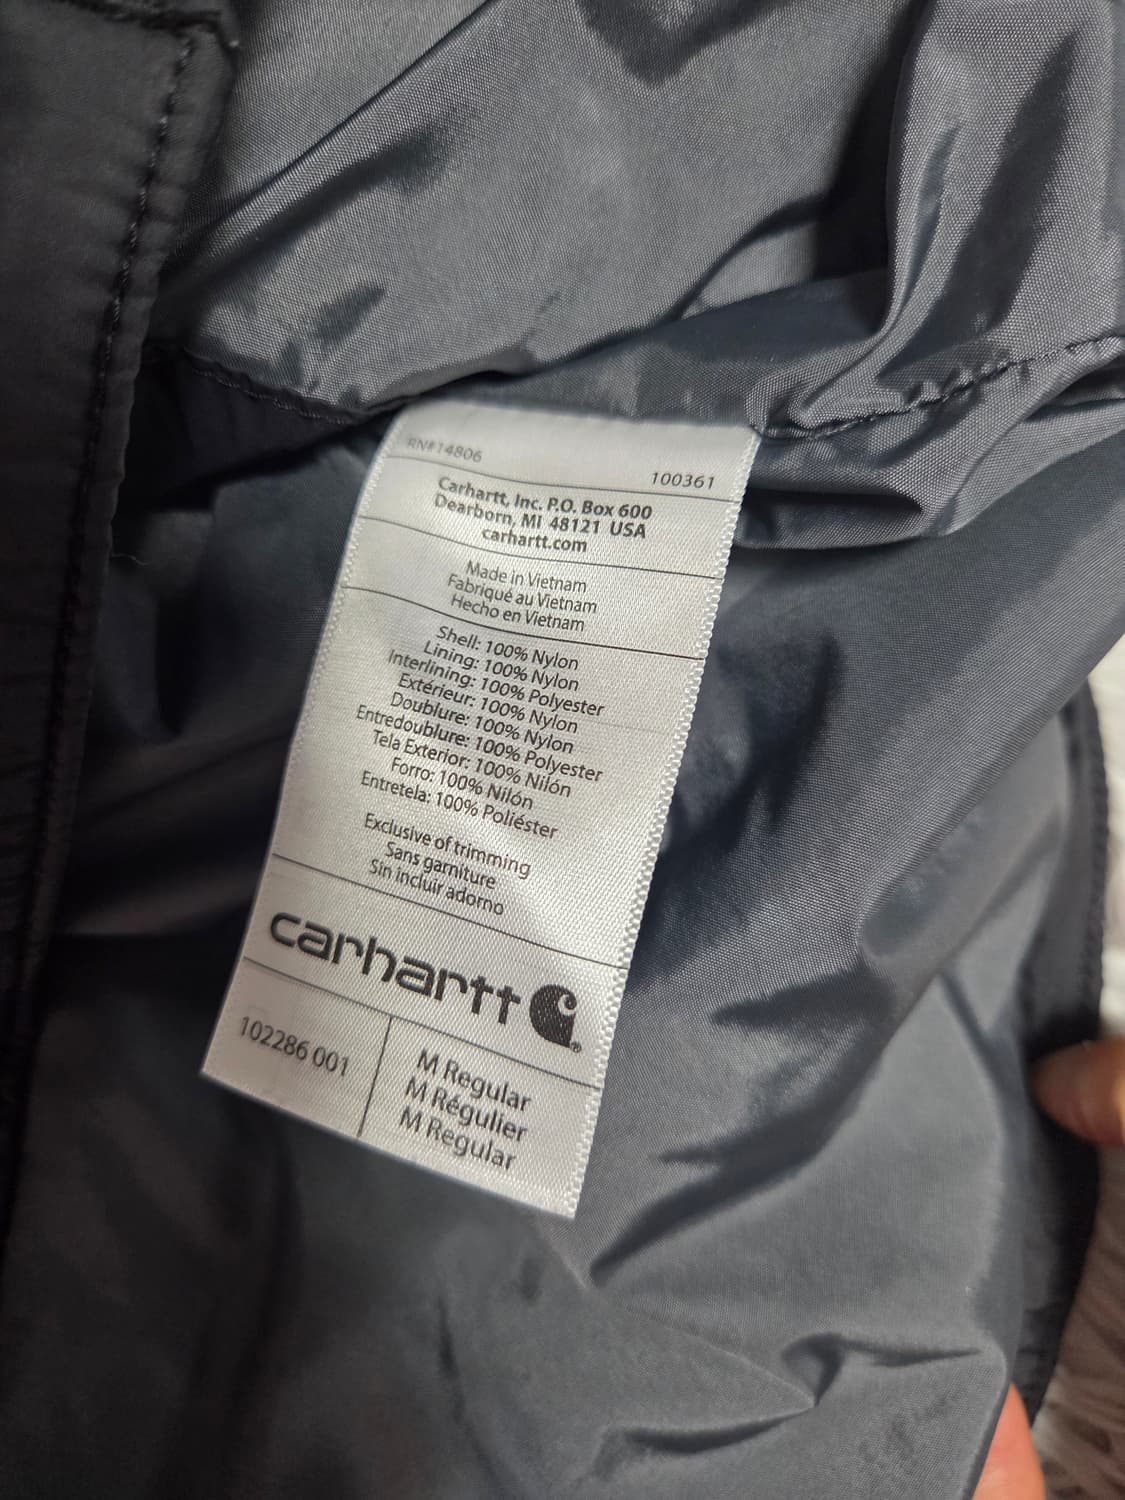 RN#14806
100361
Carhartt, Inc. P.O. Box 600
Dearborn, MI 48121 USA
carhartt.com
Made in Vietnam
Fabriqué au Vietnam
Hecho en Vietnam
Shell: 100% Nylon
Lining: 100% Nylon
Interlining: 100% Polyester
Extérieur: 100% Nylon
Doublure: 100% Nylon
Entredoublure: 100% Polyester
Tela Exterior: 100% Nilón
Forro: 100% Nilón
Entretela: 100% Poliéster
Exclusive of trimming
Sans garniture
Sin incluir adorno
carhartt
102286 001
M Regular
M Régulier
M Regular